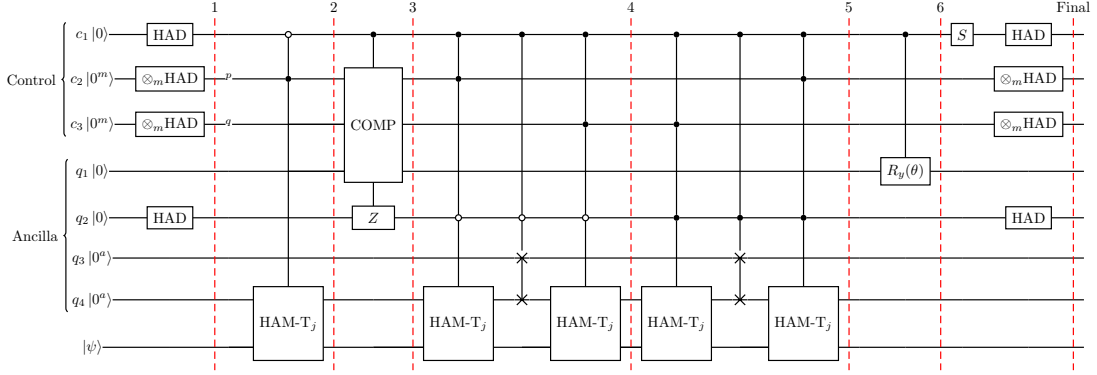 1 2 3 4 5 6 Final
c₁ |0⟩ HAD S HAD
Control c₂ |0ᵐ⟩ ⊗ₘHAD p ⊗ₘHAD
c₃ |0ᵐ⟩ ⊗ₘHAD q COMP ⊗ₘHAD
q₁ |0⟩ R_y(θ)
q₂ |0⟩ HAD Z HAD
Ancilla
q₃ |0ᵃ⟩
q₄ |0ᵃ⟩
HAM-Tⱼ HAM-Tⱼ HAM-Tⱼ HAM-Tⱼ HAM-Tⱼ
|ψ⟩